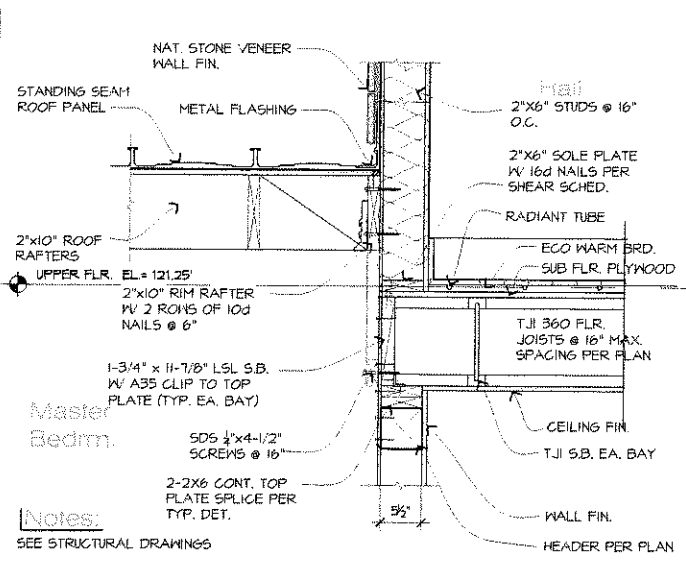 NAT. STONE VENEER
WALL FIN.
STANDING SEAM
ROOF PANEL
METAL FLASHING
Hall
2"X6" STUDS @ 16"
O.C.
2"X6" SOLE PLATE
W/ 16d NAILS PER
SHEAR SCHED.
RADIANT TUBE
2"x10" ROOF
RAFTERS
ECO WARM BRD.
SUB FLR. PLYWOOD
UPPER FLR. EL.= 121.25'
2"x10" RIM RAFTER
W/ 2 ROWS OF 10d
NAILS @ 6"
TJI 360 FLR.
JOISTS @ 16" MAX.
SPACING PER PLAN
1-3/4" x 11-7/8" LSL S.B.
W/ A35 CLIP TO TOP
PLATE (TYP. EA. BAY)
Master
Bedrm.
CEILING FIN.
SDS ¼"x4-1/2"
SCREWS @ 16"
TJI S.B. EA. BAY
2-2X6 CONT. TOP
PLATE SPLICE PER
TYP. DET.
5½"
WALL FIN.
Notes:
SEE STRUCTURAL DRAWINGS
HEADER PER PLAN